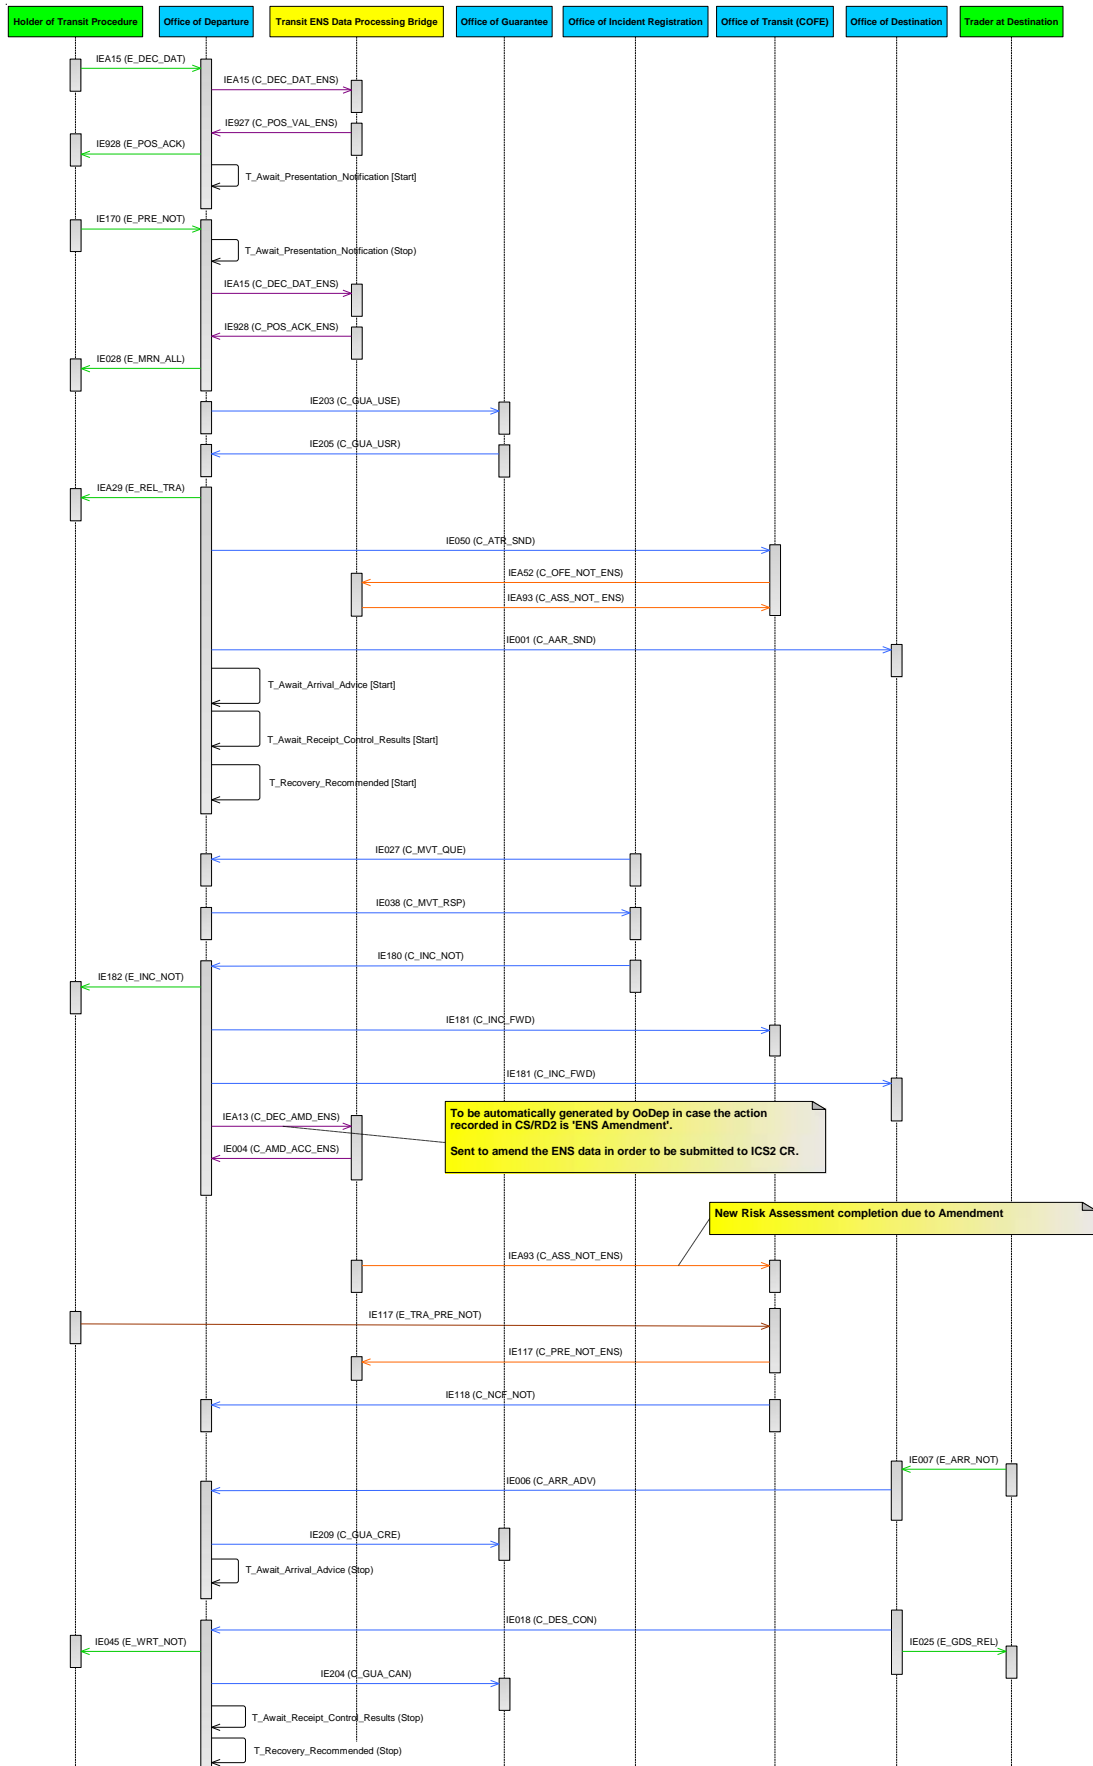 Holder of Transit Procedure
Office of Departure
Transit ENS Data Processing Bridge
Office of Guarantee
Office of Incident Registration
Office of Transit (COFE)
Office of Destination
Trader at Destination
IEA15 (E_DEC_DAT)
IEA15 (C_DEC_DAT_ENS)
IE927 (C_POS_VAL_ENS)
IE928 (E_POS_ACK)
T_Await_Presentation_Notification [Start]
IE170 (E_PRE_NOT)
T_Await_Presentation_Notification (Stop)
IEA15 (C_DEC_DAT_ENS)
IE928 (C_POS_ACK_ENS)
IE028 (E_MRN_ALL)
IE203 (C_GUA_USE)
IE205 (C_GUA_USR)
IEA29 (E_REL_TRA)
IE050 (C_ATR_SND)
IEA52 (C_OFE_NOT_ENS)
IEA93 (C_ASS_NOT_ ENS)
IE001 (C_AAR_SND)
T_Await_Arrival_Advice [Start]
T_Await_Receipt_Control_Results [Start]
T_Recovery_Recommended [Start]
IE027 (C_MVT_QUE)
IE038 (C_MVT_RSP)
IE180 (C_INC_NOT)
IE182 (E_INC_NOT)
IE181 (C_INC_FWD)
IE181 (C_INC_FWD)
IEA13 (C_DEC_AMD_ENS)
To be automatically generated by OoDep in case the action
recorded in CS/RD2 is 'ENS Amendment'.
Sent to amend the ENS data in order to be submitted to ICS2 CR.
IE004 (C_AMD_ACC_ENS)
New Risk Assessment completion due to Amendment
IEA93 (C_ASS_NOT_ENS)
IE117 (E_TRA_PRE_NOT)
IE117 (C_PRE_NOT_ENS)
IE118 (C_NCF_NOT)
IE007 (E_ARR_NOT)
IE006 (C_ARR_ADV)
IE209 (C_GUA_CRE)
T_Await_Arrival_Advice (Stop)
IE018 (C_DES_CON)
IE045 (E_WRT_NOT)
IE025 (E_GDS_REL)
IE204 (C_GUA_CAN)
T_Await_Receipt_Control_Results (Stop)
T_Recovery_Recommended (Stop)